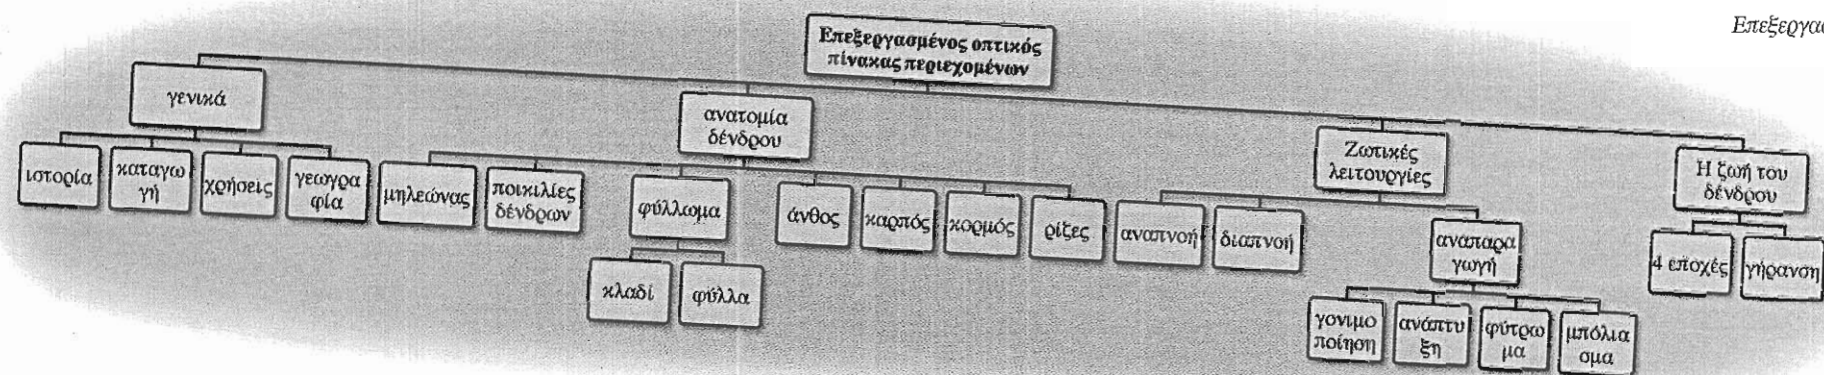 Επεξεργασμένος οπτικός
πίνακας περιεχομένων
γενικά
ιστορία
καταγω
γή
χρήσεις
γεωγρα
φία
ανατομία
δένδρου
μηλεώνας
ποικιλίες
δένδρων
φύλλωμα
κλαδί
φύλλα
άνθος
καρπός
κορμός
ρίζες
Ζωτικές
λειτουργίες
αναπνοή
διαπνοή
αναπαρα
γωγή
γονιμο
ποίηση
ανάπτυ
ξη
φύτρω
μα
μπόλια
σμα
Η ζωή του
δένδρου
4 εποχές
γήρανση